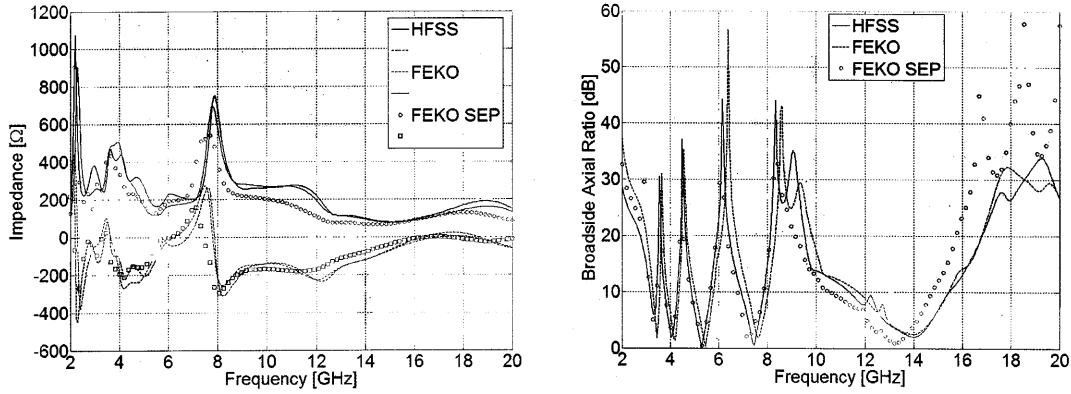 HFSS
FEKO
FEKO SEP
1200
1000
800
600
400
200
0
-200
-400
-600
Impedance [Ω]
2 4 6 8 10 12 14 16 18 20
Frequency [GHz]
HFSS
FEKO
FEKO SEP
60
50
40
30
20
10
0
Broadside Axial Ratio [dB]
2 4 6 8 10 12 14 16 18 20
Frequency [GHz]